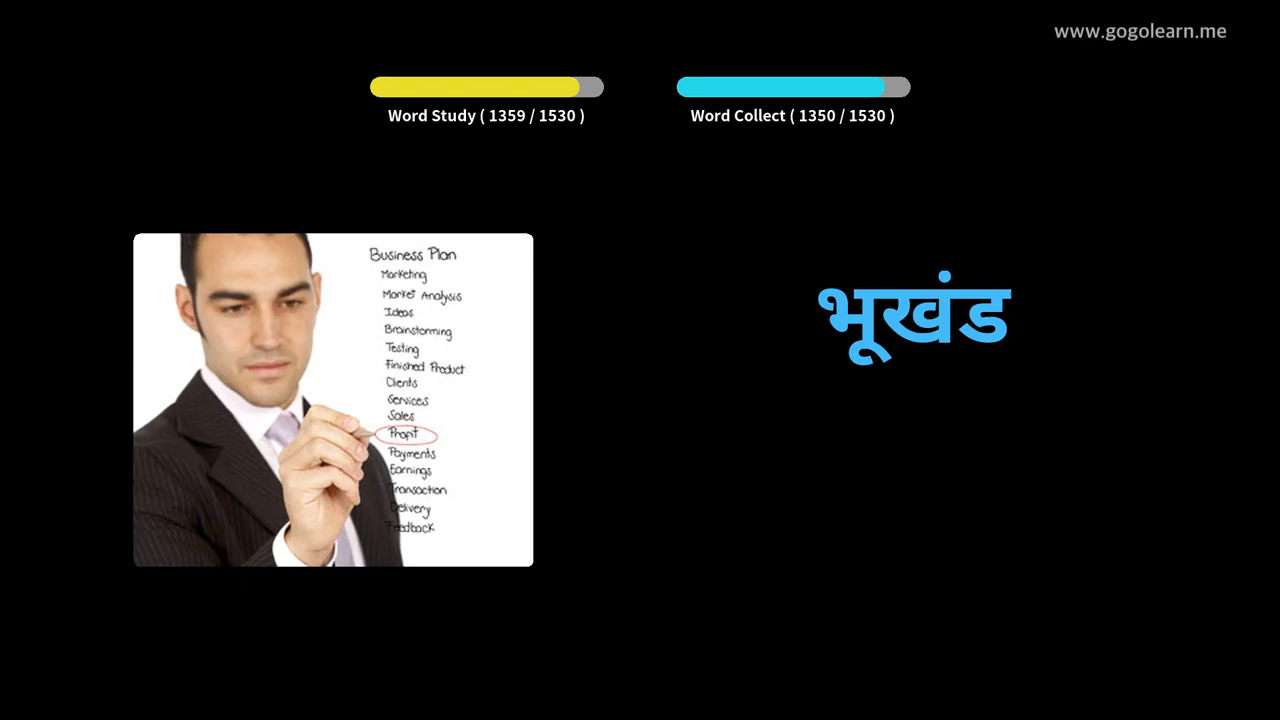 www.gogolearn.me
Word Study ( 1359 / 1530 )
Word Collect ( 1350 / 1530 )
Business Plan
Marketing
Market Analysis
Ideas
Brainstorming
Testing
Finished Product
Clients
Services
Sales
Profit
Payments
Earnings
Transaction
Delivery
Feedback
भूखंड